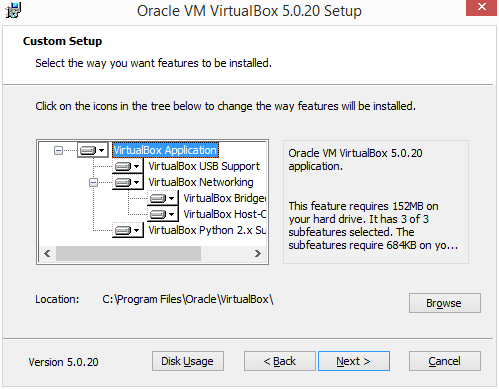 Oracle VM VirtualBox 5.0.20 Setup
Custom Setup
Select the way you want features to be installed.
Click on the icons in the tree below to change the way features will be installed.
VirtualBox Application
VirtualBox USB Support
VirtualBox Networking
VirtualBox Bridge
VirtualBox Host-C
VirtualBox Python 2.x Su
Oracle VM VirtualBox 5.0.20
application.
This feature requires 152MB on
your hard drive. It has 3 of 3
subfeatures selected. The
subfeatures require 684KB on yo...
Location: C:\Program Files\Oracle\VirtualBox\
Browse
Version 5.0.20
Disk Usage
< Back
Next >
Cancel